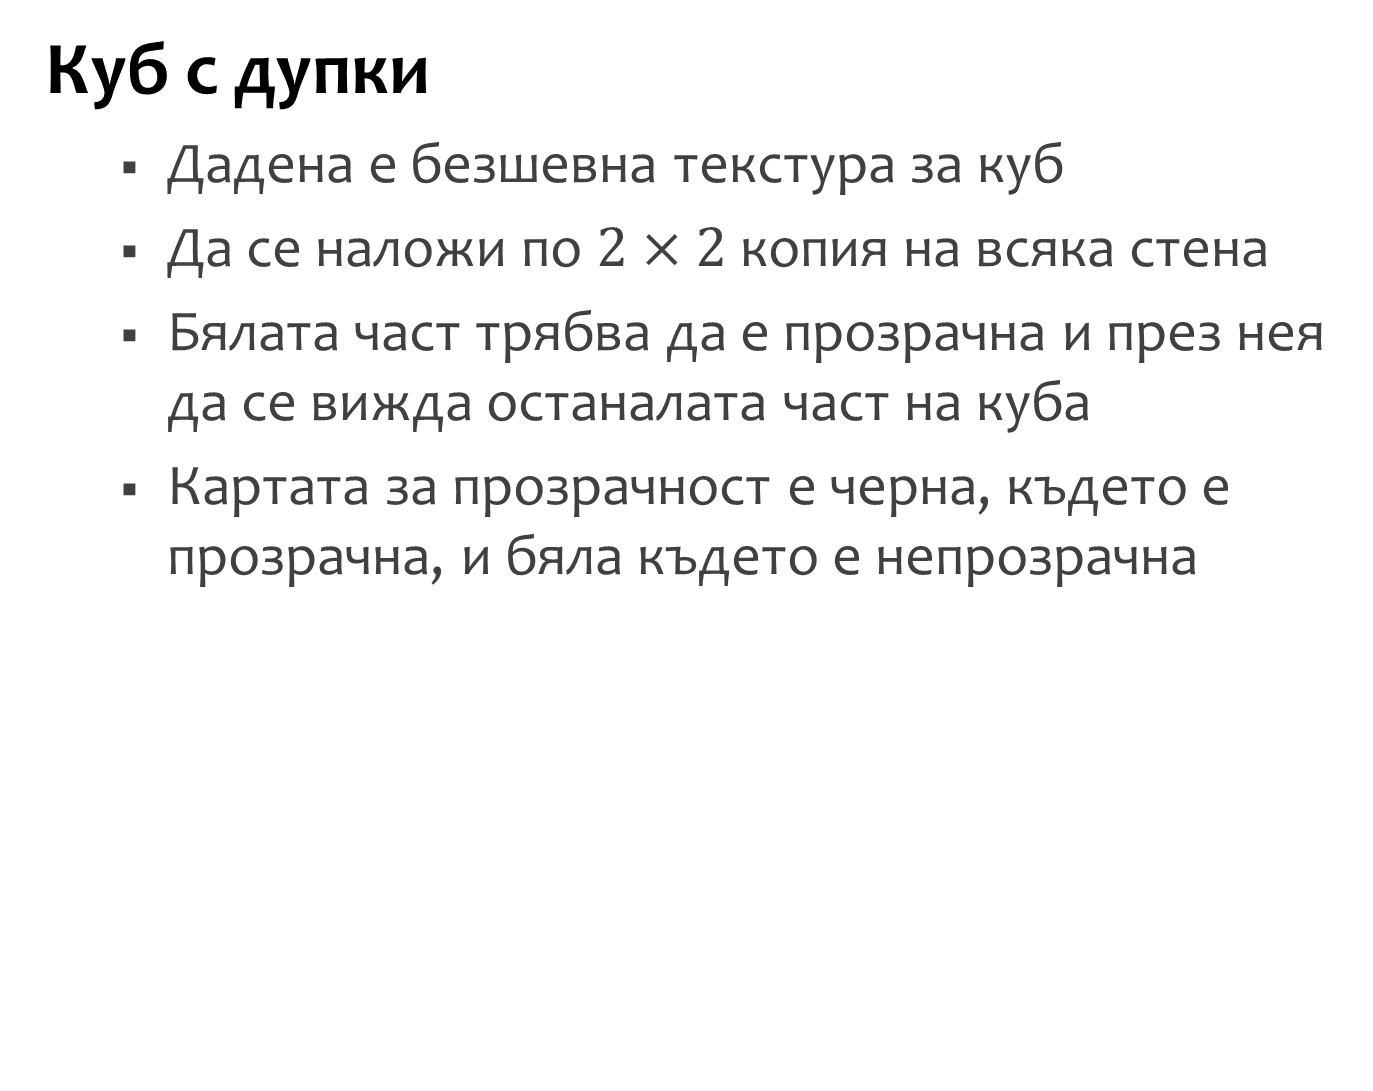 Куб с дупки
▪ Дадена е безшевна текстура за куб
▪ Да се наложи по 2 × 2 копия на всяка стена
▪ Бялата част трябва да е прозрачна и през нея
да се вижда останалата част на куба
▪ Картата за прозрачност е черна, където е
прозрачна, и бяла където е непрозрачна